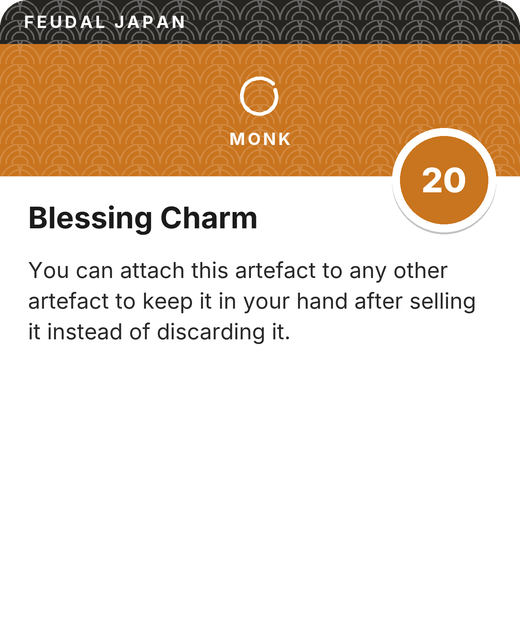 FEUDAL JAPAN
MONK
20
Blessing Charm
You can attach this artefact to any other
artefact to keep it in your hand after selling
it instead of discarding it.